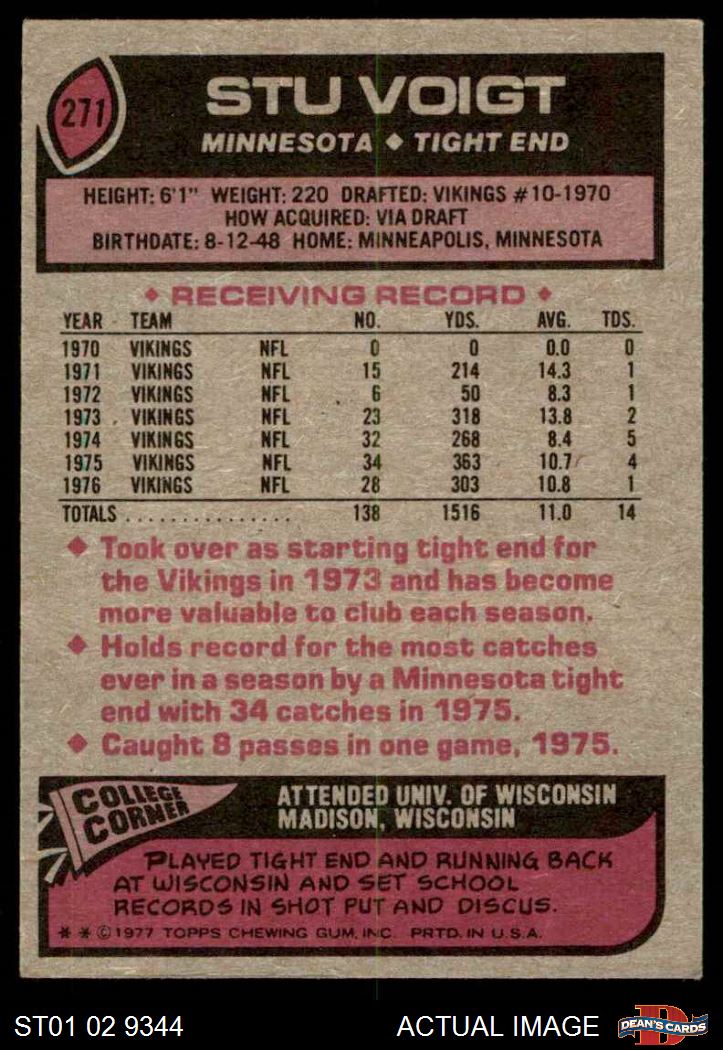 271
STU VOIGT
MINNESOTA ◆ TIGHT END
HEIGHT: 6'1" WEIGHT: 220 DRAFTED: VIKINGS #10-1970
HOW ACQUIRED: VIA DRAFT
BIRTHDATE: 8-12-48 HOME: MINNEAPOLIS, MINNESOTA
◆ RECEIVING RECORD ◆
YEAR TEAM NO. YDS. AVG. TDS.
1970 VIKINGS NFL 0 0 0.0 0
1971 VIKINGS NFL 15 214 14.3 1
1972 VIKINGS NFL 6 50 8.3 1
1973 VIKINGS NFL 23 318 13.8 2
1974 VIKINGS NFL 32 268 8.4 5
1975 VIKINGS NFL 34 363 10.7 4
1976 VIKINGS NFL 28 303 10.8 1
TOTALS ............... 138 1516 11.0 14
◆ Took over as starting tight end for
the Vikings in 1973 and has become
more valuable to club each season.
◆ Holds record for the most catches
ever in a season by a Minnesota tight
end with 34 catches in 1975.
◆ Caught 8 passes in one game, 1975.
COLLEGE
CORNER
ATTENDED UNIV. OF WISCONSIN
MADISON, WISCONSIN
PLAYED TIGHT END AND RUNNING BACK
AT WISCONSIN AND SET SCHOOL
RECORDS IN SHOT PUT AND DISCUS.
* * © 1977 TOPPS CHEWING GUM, INC. PRTD. IN U.S.A.
ST01 02 9344
ACTUAL IMAGE
D
DEAN'S CARDS